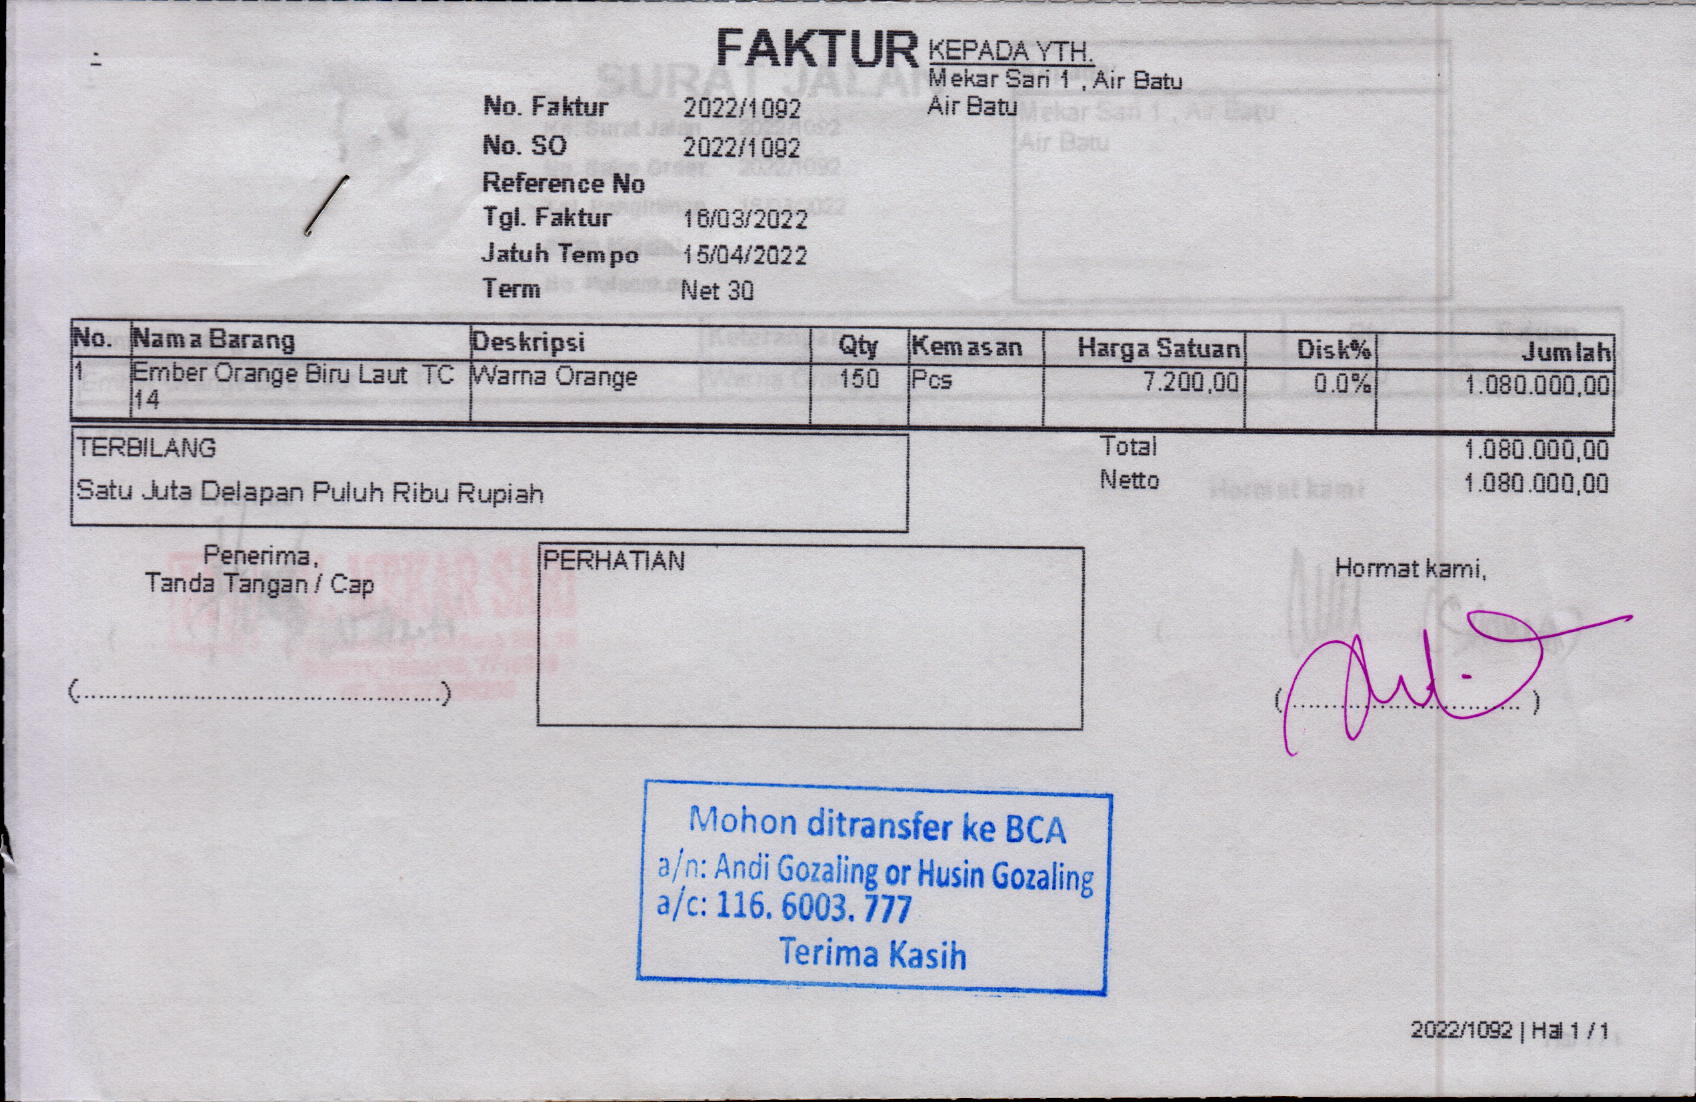 FAKTUR
KEPADA YTH.
Mekar Sari 1 , Air Batu
Air Batu
No. Faktur 2022/1092
No. SO 2022/1092
Reference No
Tgl. Faktur 16/03/2022
Jatuh Tempo 15/04/2022
Term Net 30
No. Nama Barang Deskripsi Qty Kemasan Harga Satuan Disk% Jumlah
1 Ember Orange Biru Laut TC Warna Orange 150 Pcs 7.200,00 0.0% 1.080.000,00
14
TERBILANG
Satu Juta Delapan Puluh Ribu Rupiah
Total 1.080.000,00
Netto 1.080.000,00
Penerima,
Tanda Tangan / Cap
(..............................................)
PERHATIAN
Hormat kami,
(..............................)
Mohon ditransfer ke BCA
a/n: Andi Gozaling or Husin Gozaling
a/c: 116. 6003. 777
Terima Kasih
2022/1092 | Hal 1 / 1